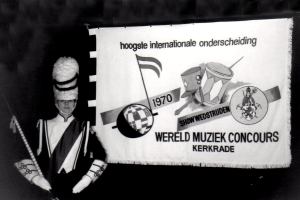 hoogste internationale onderscheiding
1970
SHOWWEDSTRIJDEN
WERELD MUZIEK CONCOURS
KERKRADE